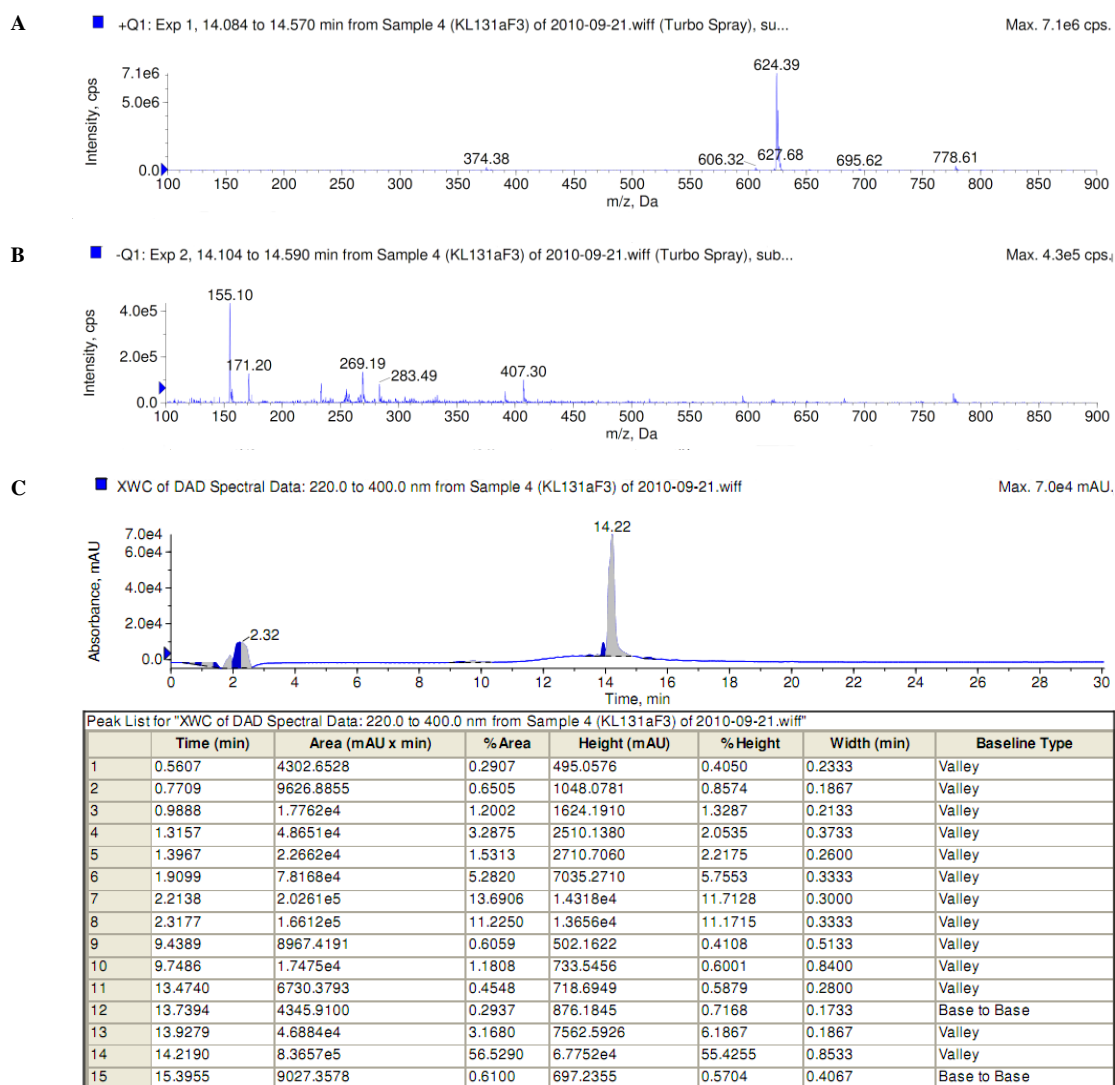 A
+Q1: Exp 1, 14.084 to 14.570 min from Sample 4 (KL131aF3) of 2010-09-21.wiff (Turbo Spray), su... Max. 7.1e6 cps.
Intensity, cps
7.1e6
5.0e6
0.0
624.39
374.38 606.32 627.68 695.62 778.61
100 150 200 250 300 350 400 450 500 550 600 650 700 750 800 850 900
m/z, Da
B
-Q1: Exp 2, 14.104 to 14.590 min from Sample 4 (KL131aF3) of 2010-09-21.wiff (Turbo Spray), sub... Max. 4.3e5 cps.
Intensity, cps
4.0e5
2.0e5
0.0
155.10
171.20 269.19 283.49 407.30
100 150 200 250 300 350 400 450 500 550 600 650 700 750 800 850 900
m/z, Da
C
XWC of DAD Spectral Data: 220.0 to 400.0 nm from Sample 4 (KL131aF3) of 2010-09-21.wiff Max. 7.0e4 mAU.
Absorbance, mAU
7.0e4
6.0e4
4.0e4
2.0e4
0.0
14.22
2.32
0 2 4 6 8 10 12 14 16 18 20 22 24 26 28 30
Time, min
Peak List for "XWC of DAD Spectral Data: 220.0 to 400.0 nm from Sample 4 (KL131aF3) of 2010-09-21.wiff"
Time (min) Area (mAU x min) %Area Height (mAU) %Height Width (min) Baseline Type
1 0.5607 4302.6528 0.2907 495.0576 0.4050 0.2333 Valley
2 0.7709 9626.8855 0.6505 1048.0781 0.8574 0.1867 Valley
3 0.9888 1.7762e4 1.2002 1624.1910 1.3287 0.2133 Valley
4 1.3157 4.8651e4 3.2875 2510.1380 2.0535 0.3733 Valley
5 1.3967 2.2662e4 1.5313 2710.7060 2.2175 0.2600 Valley
6 1.9099 7.8168e4 5.2820 7035.2710 5.7553 0.3333 Valley
7 2.2138 2.0261e5 13.6906 1.4318e4 11.7128 0.3000 Valley
8 2.3177 1.6612e5 11.2250 1.3656e4 11.1715 0.3333 Valley
9 9.4389 8967.4191 0.6059 502.1622 0.4108 0.5133 Valley
10 9.7486 1.7475e4 1.1808 733.5456 0.6001 0.8400 Valley
11 13.4740 6730.3793 0.4548 718.6949 0.5879 0.2800 Valley
12 13.7394 4345.9100 0.2937 876.1845 0.7168 0.1733 Base to Base
13 13.9279 4.6884e4 3.1680 7562.5926 6.1867 0.1867 Valley
14 14.2190 8.3657e5 56.5290 6.7752e4 55.4255 0.8533 Valley
15 15.3955 9027.3578 0.6100 697.2355 0.5704 0.4067 Base to Base